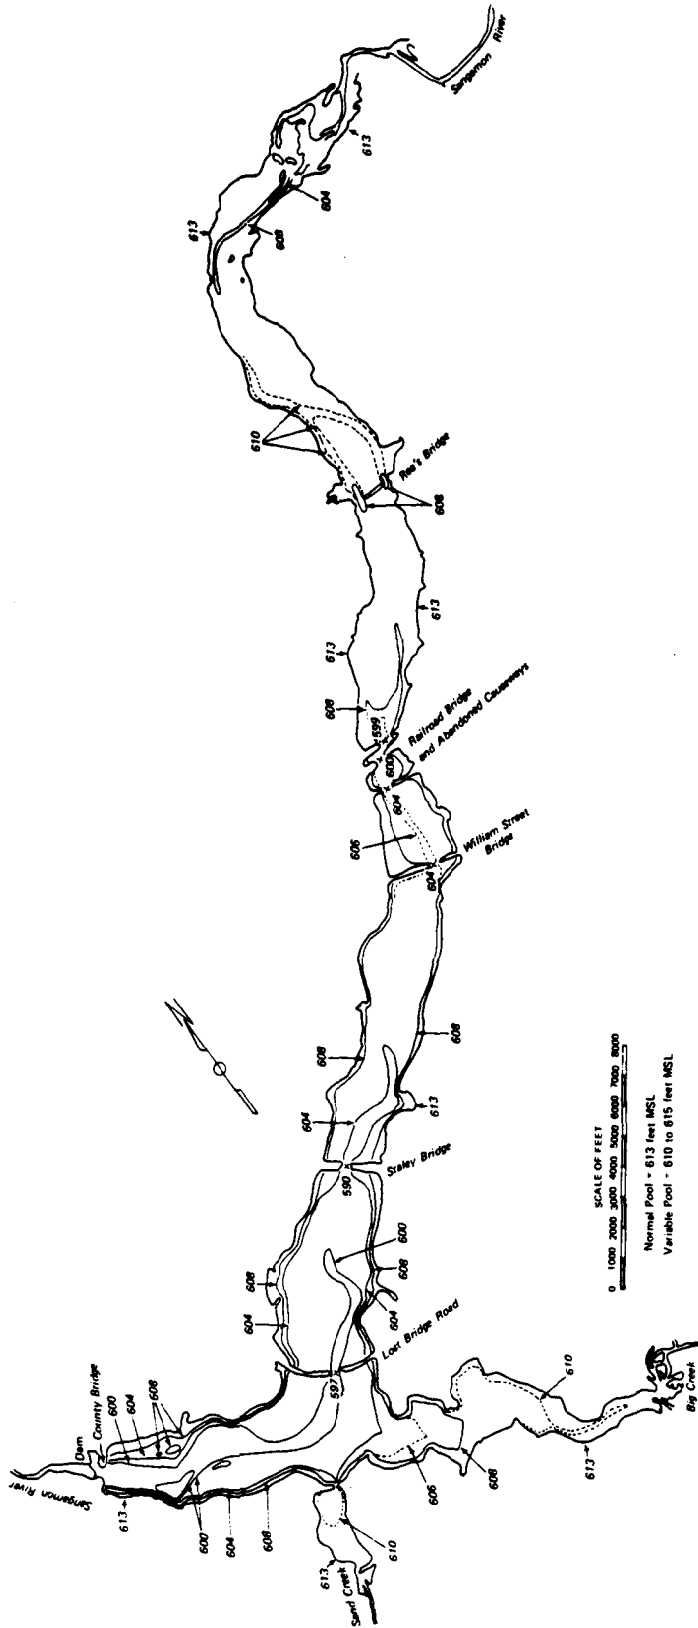 Sangamon River
613
604
613
608
610
Rea's Bridge
608
613
613
608
599
Railroad Bridge
and Abandoned Causeways
600
604
606
William Street
Bridge
604
608
608
604
613
Staley Bridge
590
600
608
608
604
604
Lost Bridge Road
597
Dam
County Bridge
600
604
608
Sangamon River
613
600
604
608
606
608
610
613
Big Creek
610
613
Sand Creek
SCALE OF FEET
0 1000 2000 3000 4000 5000 6000 7000 8000
Normal Pool - 613 feet MSL
Variable Pool - 610 to 615 feet MSL
N